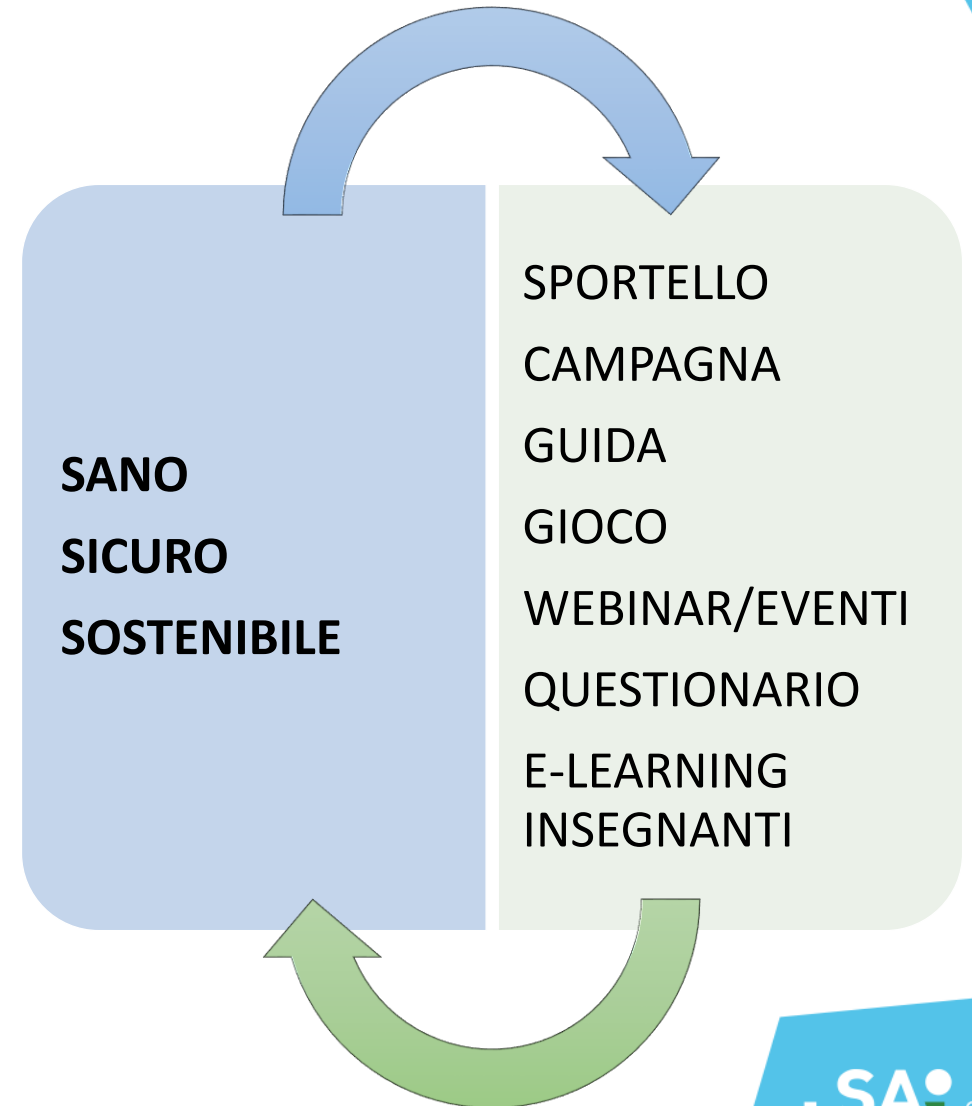 SANO
SICURO
SOSTENIBILE
SPORTELLO
CAMPAGNA
GUIDA
GIOCO
WEBINAR/EVENTI
QUESTIONARIO
E-LEARNING
INSEGNANTI